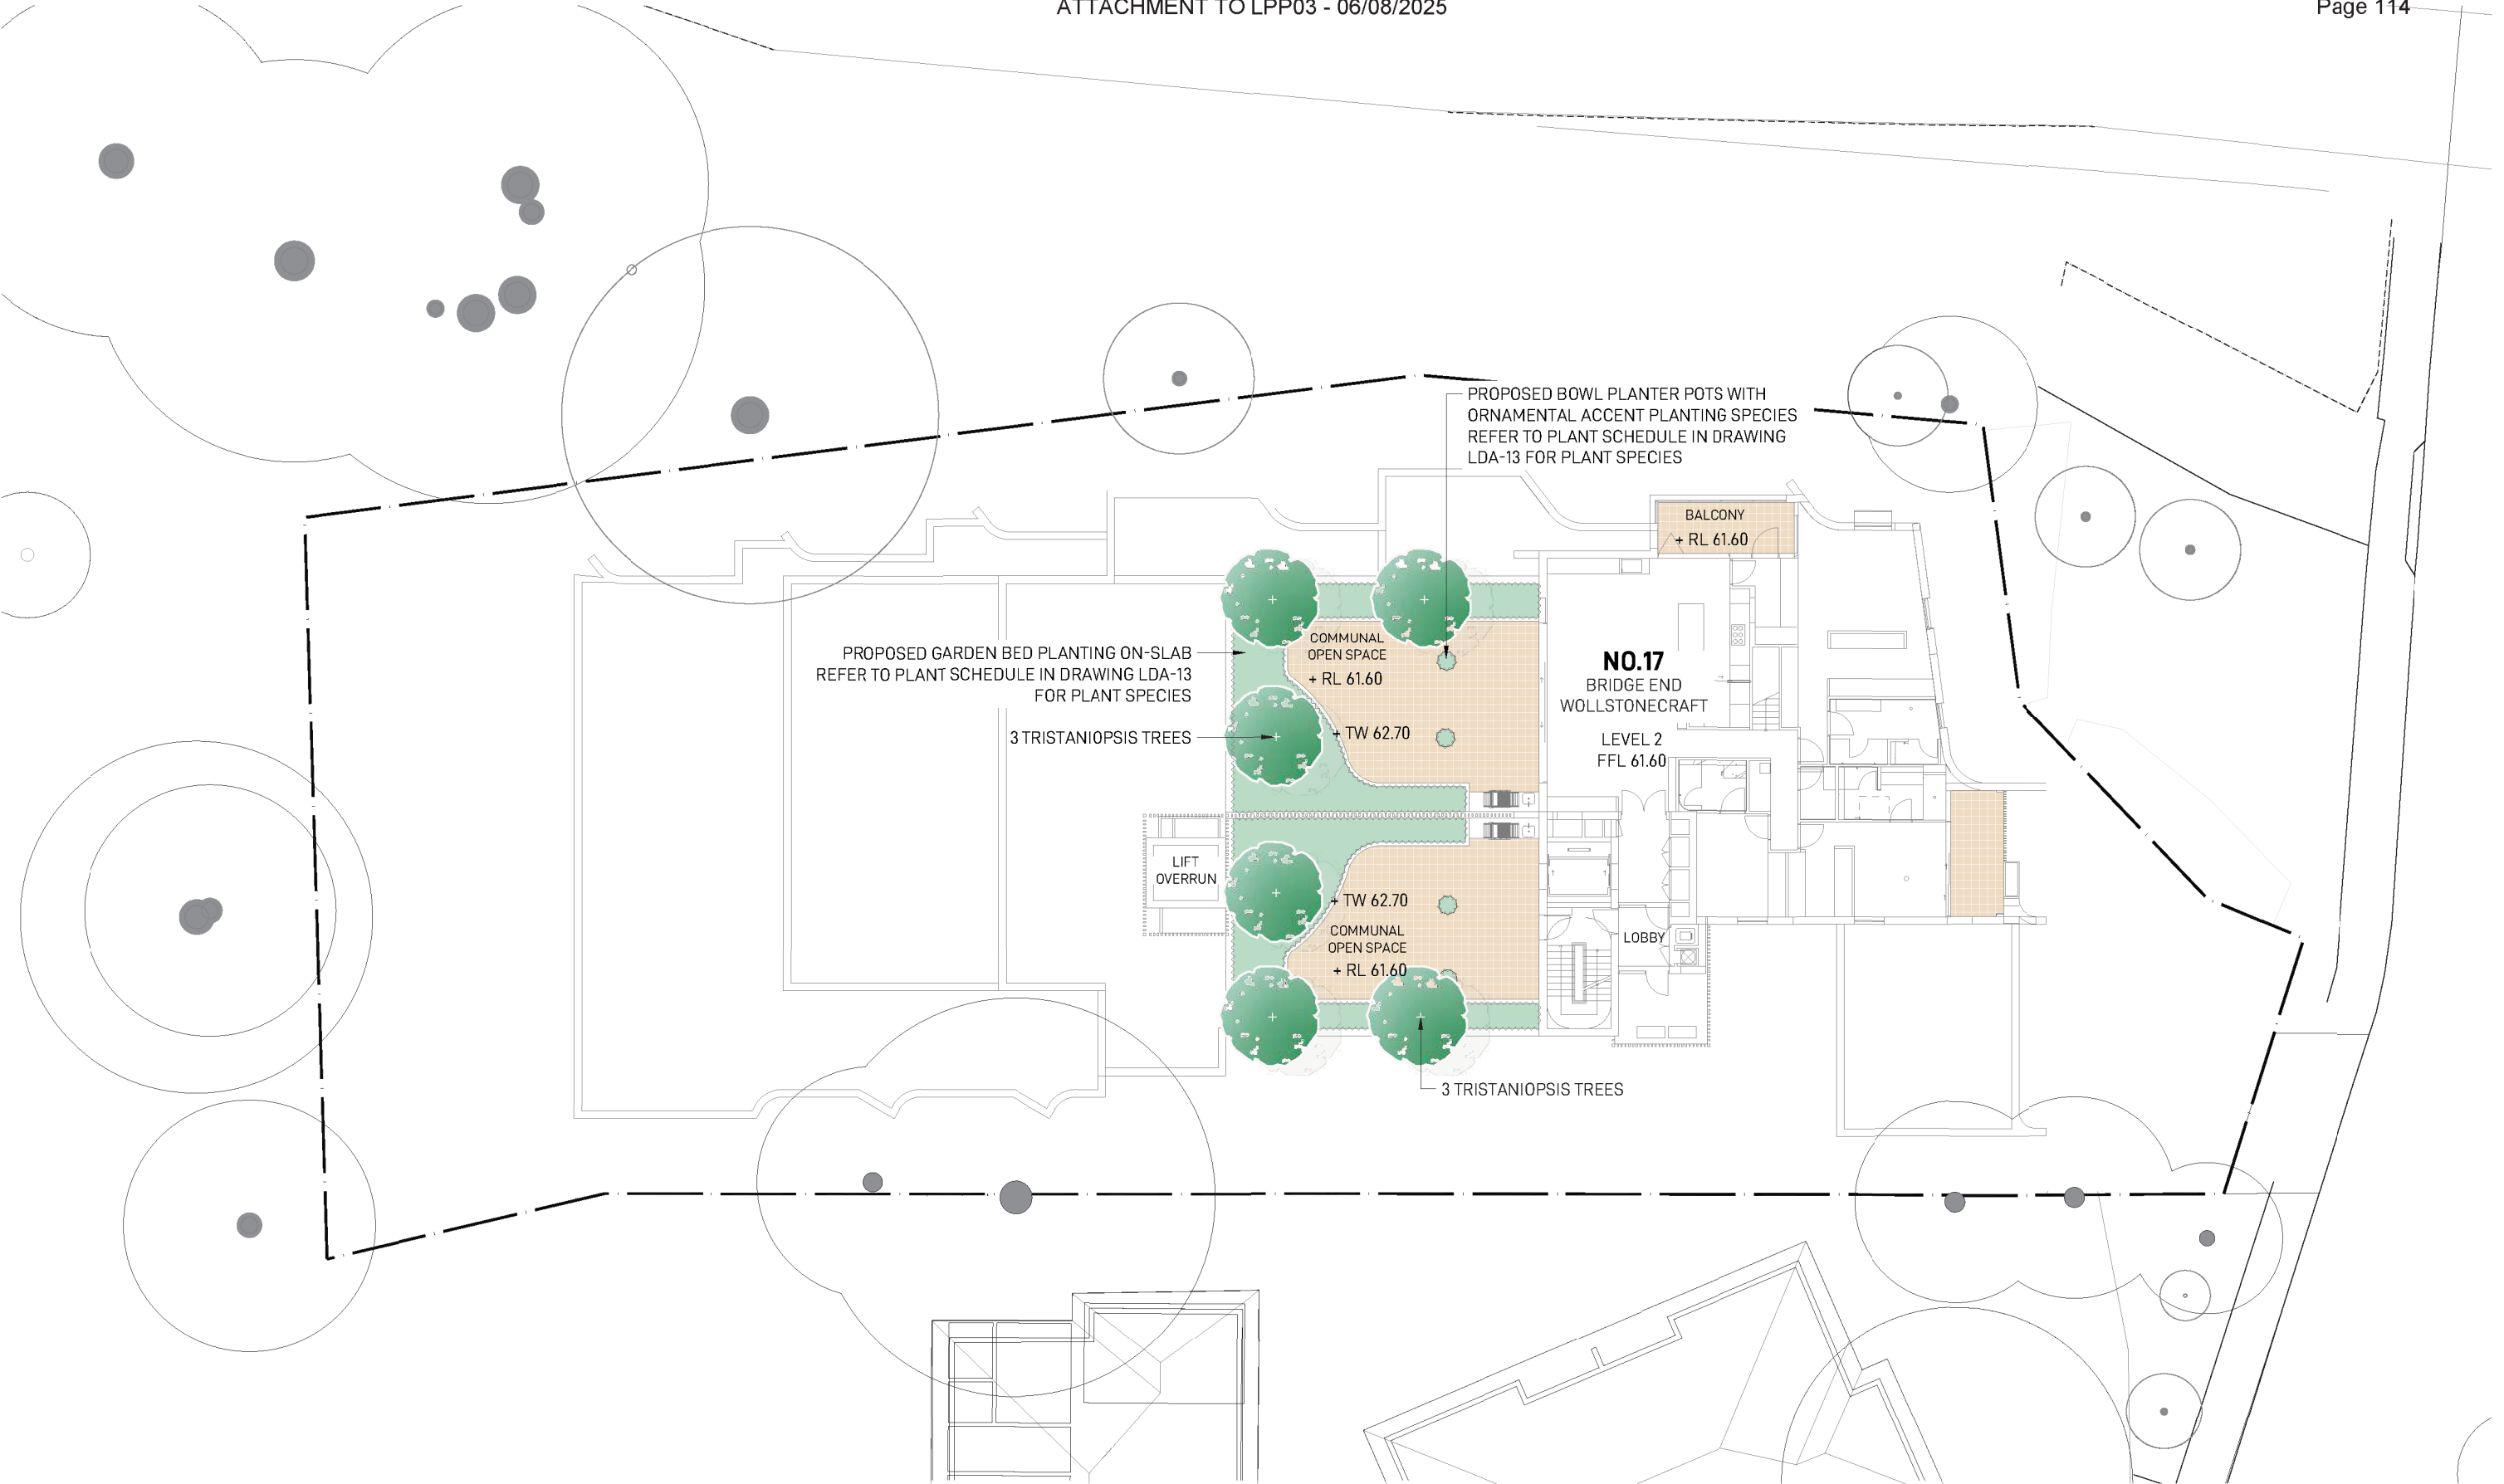 ATTACHMENT TO LPP03 - 06/08/2025
Page 114
PROPOSED BOWL PLANTER POTS WITH
ORNAMENTAL ACCENT PLANTING SPECIES
REFER TO PLANT SCHEDULE IN DRAWING
LDA-13 FOR PLANT SPECIES
BALCONY
+ RL 61.60
PROPOSED GARDEN BED PLANTING ON-SLAB
REFER TO PLANT SCHEDULE IN DRAWING LDA-13
FOR PLANT SPECIES
COMMUNAL
OPEN SPACE
+ RL 61.60
NO.17
BRIDGE END
WOLLSTONECRAFT
LEVEL 2
FFL 61.60
3 TRISTANIOPSIS TREES
+ TW 62.70
LIFT
OVERRUN
+ TW 62.70
COMMUNAL
OPEN SPACE
+ RL 61.60
LOBBY
3 TRISTANIOPSIS TREES